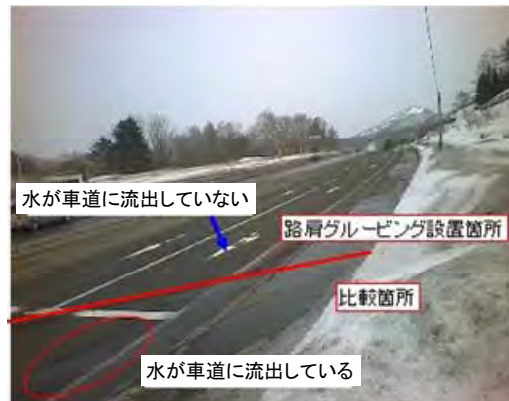 水が車道に流出していない
路肩グルービング設置箇所
比較箇所
水が車道に流出している